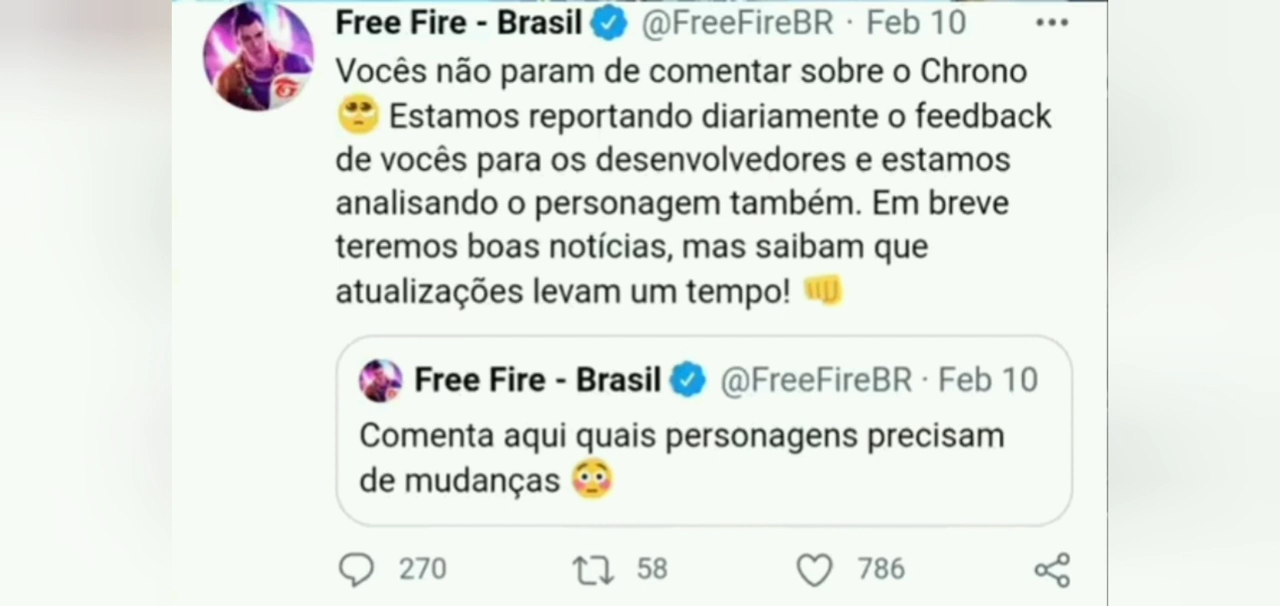 Free Fire - Brasil @FreeFireBR · Feb 10
Vocês não param de comentar sobre o Chrono
🥺 Estamos reportando diariamente o feedback
de vocês para os desenvolvedores e estamos
analisando o personagem também. Em breve
teremos boas notícias, mas saibam que
atualizações levam um tempo! 👊
Free Fire - Brasil @FreeFireBR · Feb 10
Comenta aqui quais personagens precisam
de mudanças 😳
270 58 786